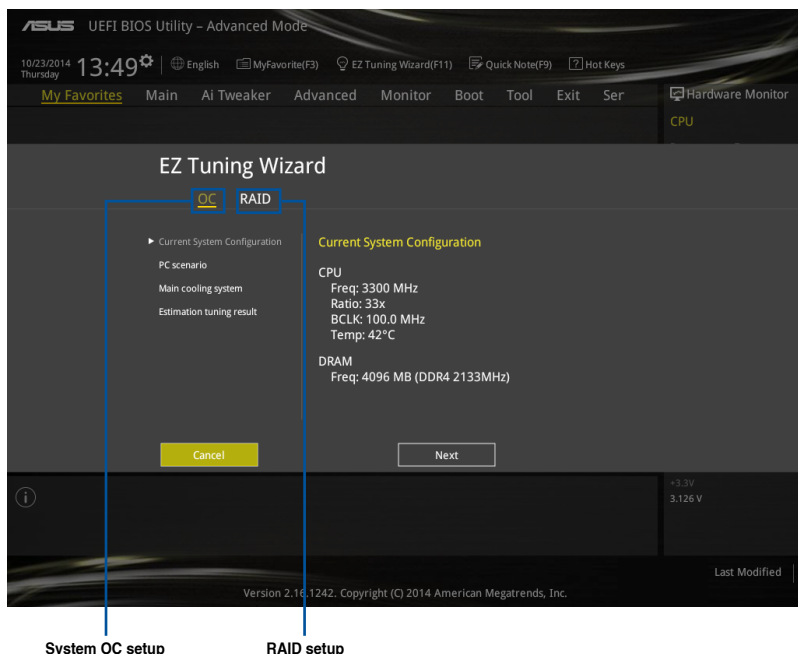 ASUS UEFI BIOS Utility – Advanced Mode
10/23/2014 Thursday 13:49 English MyFavorite(F3) EZ Tuning Wizard(F11) Quick Note(F9) ? Hot Keys
My Favorites Main Ai Tweaker Advanced Monitor Boot Tool Exit Ser Hardware Monitor
CPU
EZ Tuning Wizard
OC RAID
Current System Configuration
PC scenario
Main cooling system
Estimation tuning result
Current System Configuration
CPU
Freq: 3300 MHz
Ratio: 33x
BCLK: 100.0 MHz
Temp: 42°C
DRAM
Freq: 4096 MB (DDR4 2133MHz)
Cancel Next
+3.3V
3.126 V
Last Modified
Version 2.16.1242. Copyright (C) 2014 American Megatrends, Inc.
System OC setup RAID setup